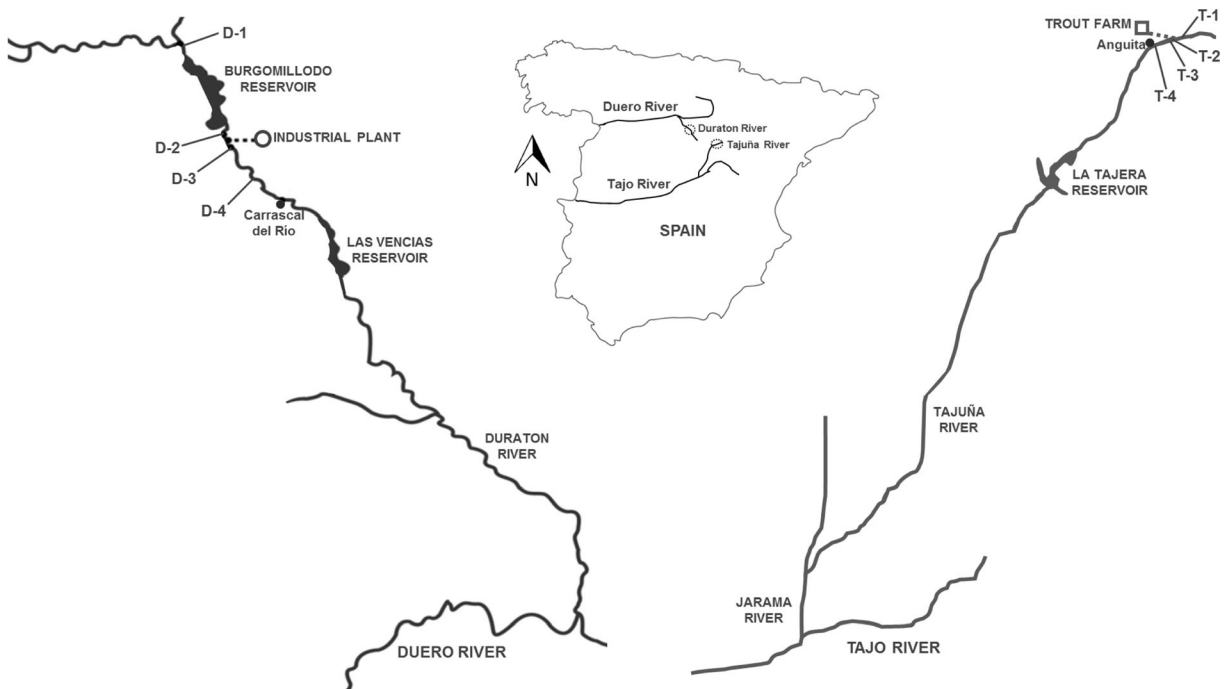 D-1
BURGOMILLODO
RESERVOIR
D-2
INDUSTRIAL PLANT
D-3
D-4
Carrascal
del Río
LAS VENCIAS
RESERVOIR
DURATON
RIVER
DUERO RIVER
Duero River
Duraton River
Tajuña River
N
Tajo River
SPAIN
TROUT FARM
T-1
Anguita
T-2
T-3
T-4
LA TAJERA
RESERVOIR
TAJUÑA
RIVER
JARAMA
RIVER
TAJO RIVER